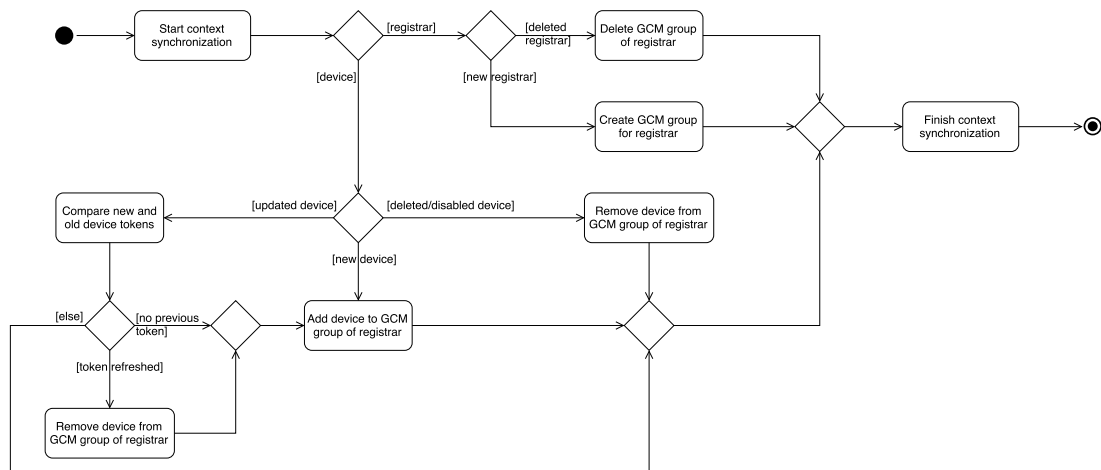 Start context
synchronization
[registrar]
[deleted
registrar]
Delete GCM group
of registrar
[device]
[new registrar]
Create GCM group
for registrar
Finish context
synchronization
Compare new and
old device tokens
[updated device]
[deleted/disabled device]
Remove device from
GCM group of registrar
[new device]
[else]
[no previous
token]
Add device to GCM
group of registrar
[token refreshed]
Remove device from
GCM group of registrar